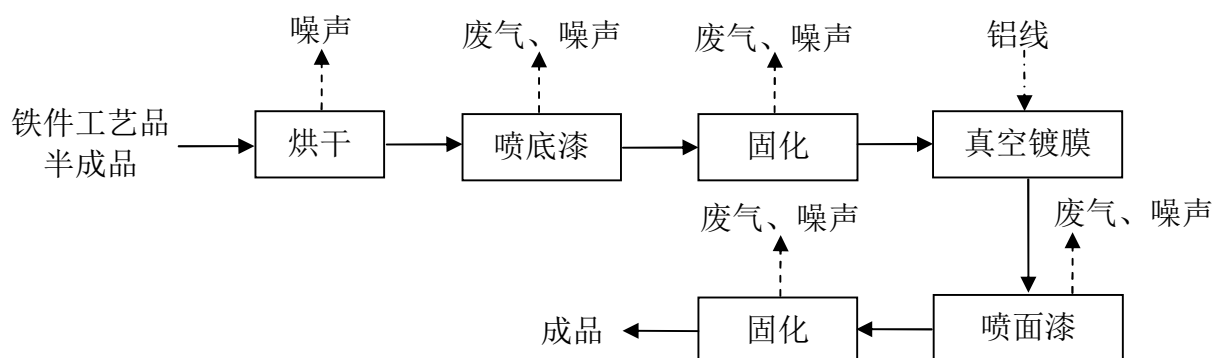 噪声
废气、噪声
废气、噪声
铝线
铁件工艺品
半成品
烘干
喷底漆
固化
真空镀膜
废气、噪声
废气、噪声
成品
固化
喷面漆